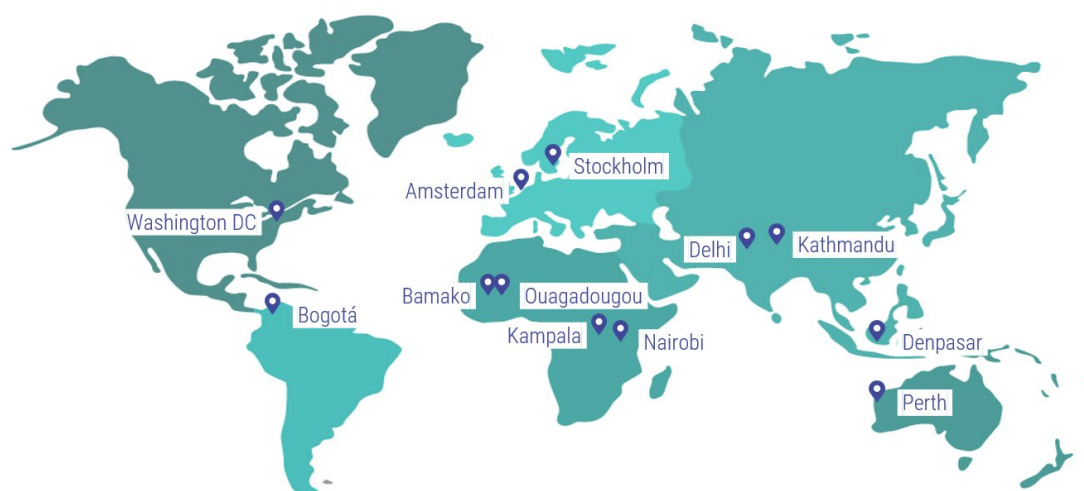 Stockholm
Amsterdam
Washington DC
Delhi
Kathmandu
Bamako
Ouagadougou
Bogotá
Kampala
Nairobi
Denpasar
Perth